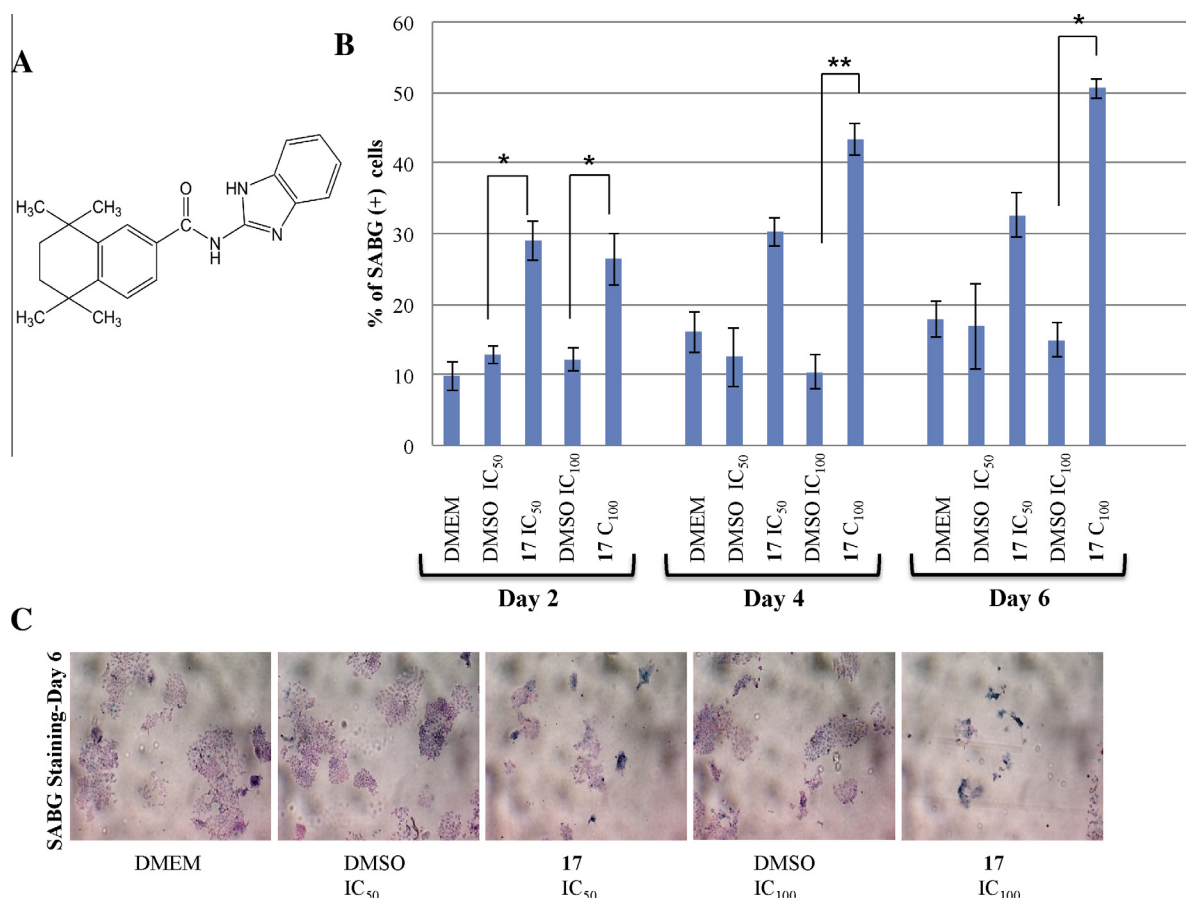 A
B
H₃C CH₃
H₃C CH₃
O
C
N
H
HN
N
% of SABG (+) cells
60
50
40
30
20
10
0
*
*
**
*
DMEM
DMSO IC₅₀
17 IC₅₀
DMSO IC₁₀₀
17 C₁₀₀
DMEM
DMSO IC₅₀
17 IC₅₀
DMSO IC₁₀₀
17 C₁₀₀
DMEM
DMSO IC₅₀
17 IC₅₀
DMSO IC₁₀₀
17 C₁₀₀
Day 2
Day 4
Day 6
C
SABG Staining-Day 6
DMEM
DMSO
IC₅₀
17
IC₅₀
DMSO
IC₁₀₀
17
IC₁₀₀